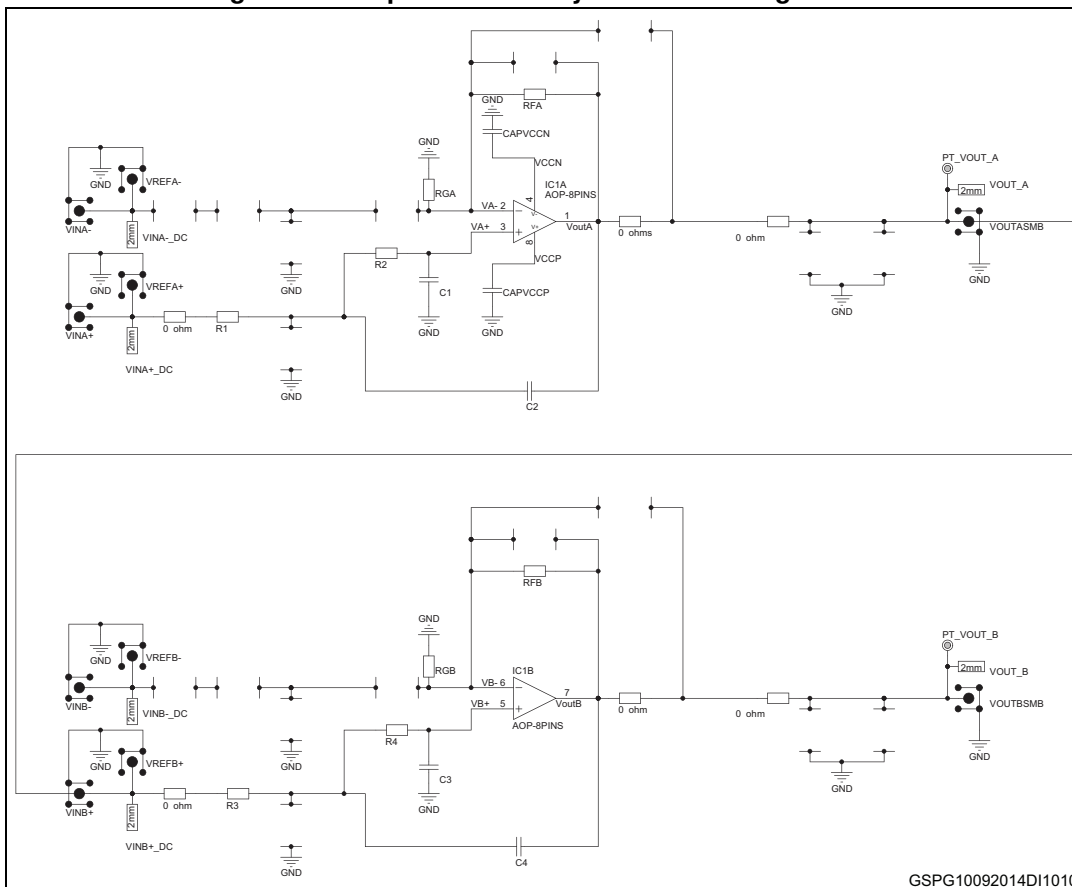 GND
RFA
GND
CAPVCCN
GND
VCCN
PT_VOUT_A
GND
VREFA-
RGA
4
IC1A
AOP-8PINS
2mm
VOUT_A
VINA-
2mm
VINA-_DC
VA- 2
VA+ 3
V-
V+
1
VoutA
0 ohms
0 ohm
VOUTASMB
8
VCCP
GND
VREFA+
R2
GND
C1
CAPVCCP
GND
GND
VINA+
0 ohm
R1
GND
GND
2mm
VINA+_DC
GND
C2
RFB
GND
PT_VOUT_B
GND
VREFB-
RGB
IC1B
2mm
VOUT_B
VINB-
2mm
VINB-_DC
VB- 6
VB+ 5
7
VoutB
0 ohm
0 ohm
VOUTBSMB
AOP-8PINS
GND
VREFB+
R4
GND
C3
GND
GND
VINB+
0 ohm
R3
GND
2mm
VINB+_DC
GND
C4
GSPG10092014DI1010